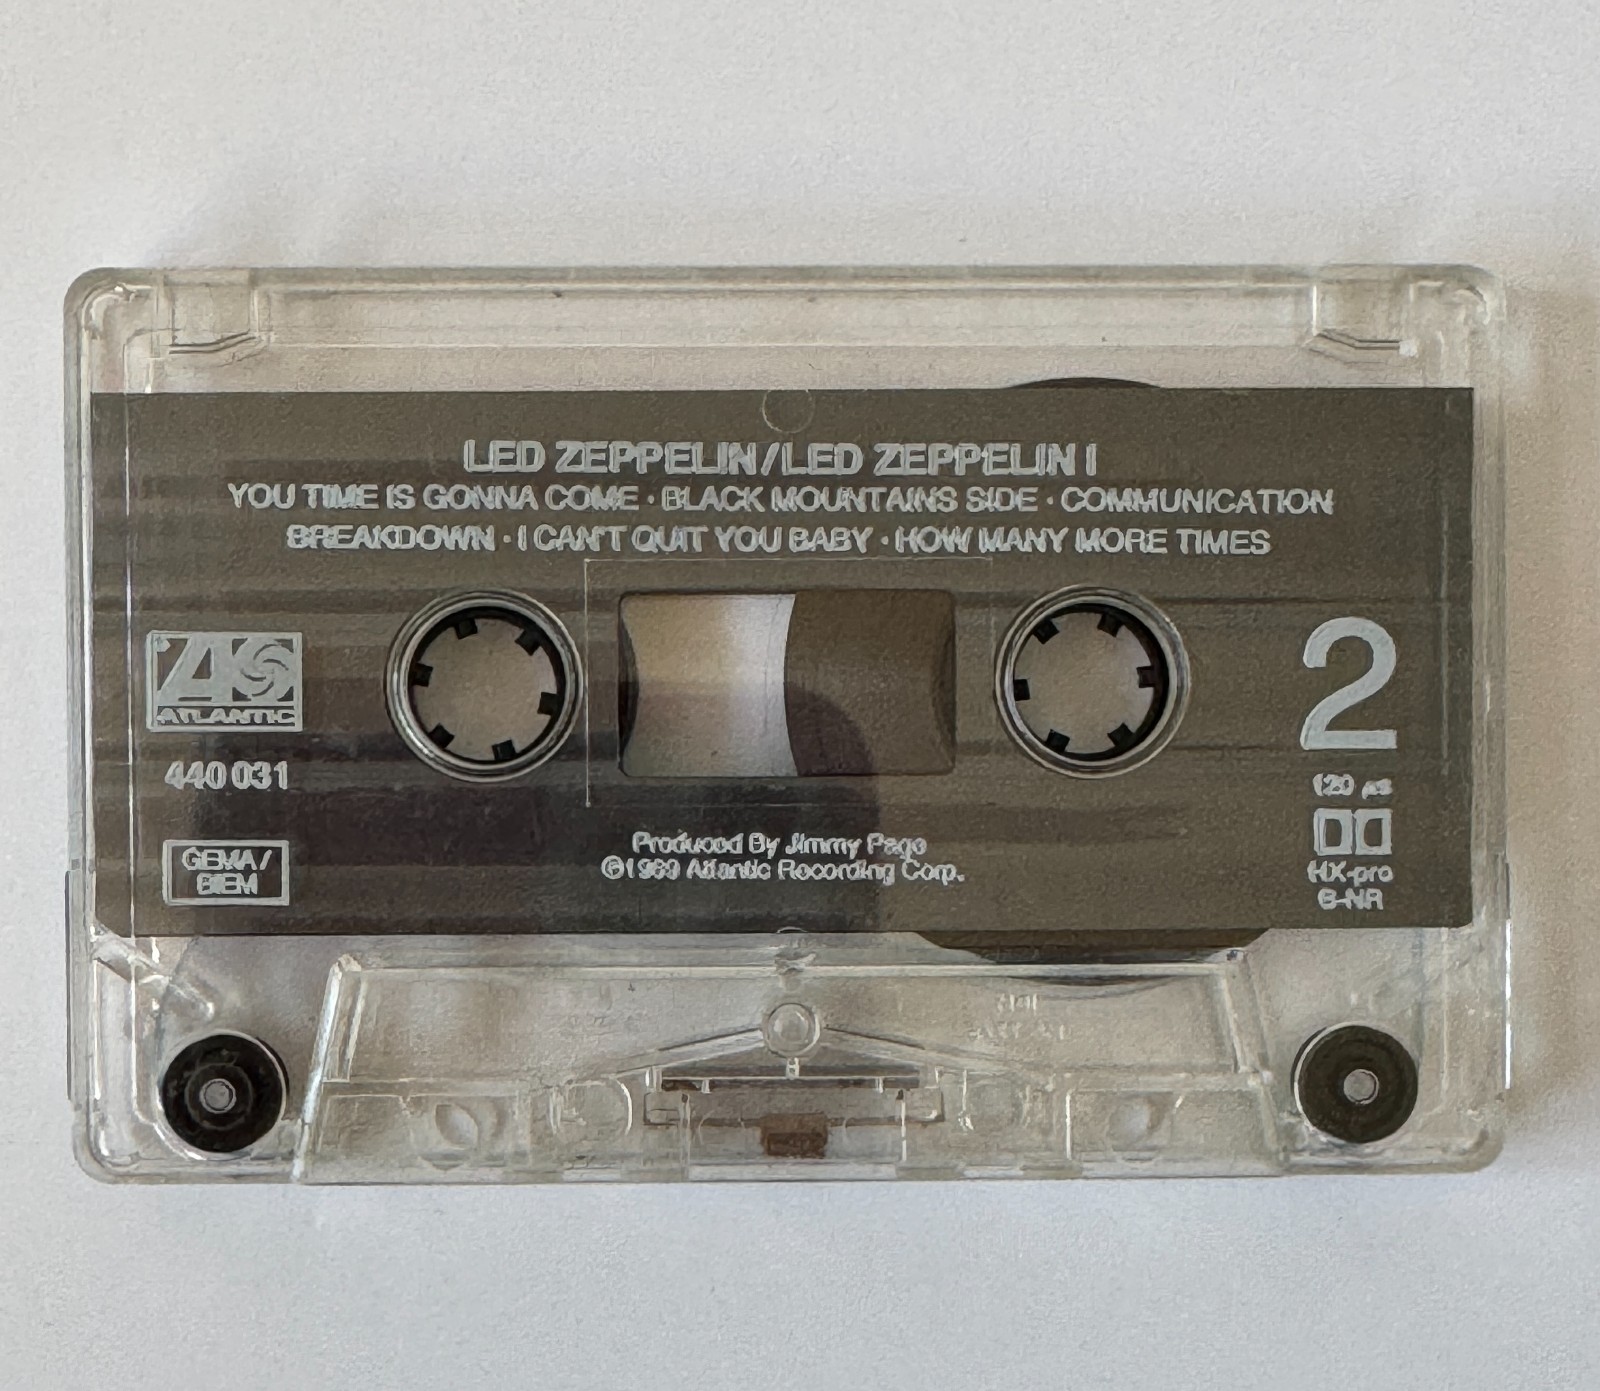 LED ZEPPELIN/LED ZEPPELIN I
YOU TIME IS GONNA COME · BLACK MOUNTAINS SIDE · COMMUNICATION
BREAKDOWN · I CAN'T QUIT YOU BABY · HOW MANY MORE TIMES
ATLANTIC
440 031
GEMA/
BIEM
2
120 µs
HX-pro
B-NR
Produced By Jimmy Page
℗1969 Atlantic Recording Corp.